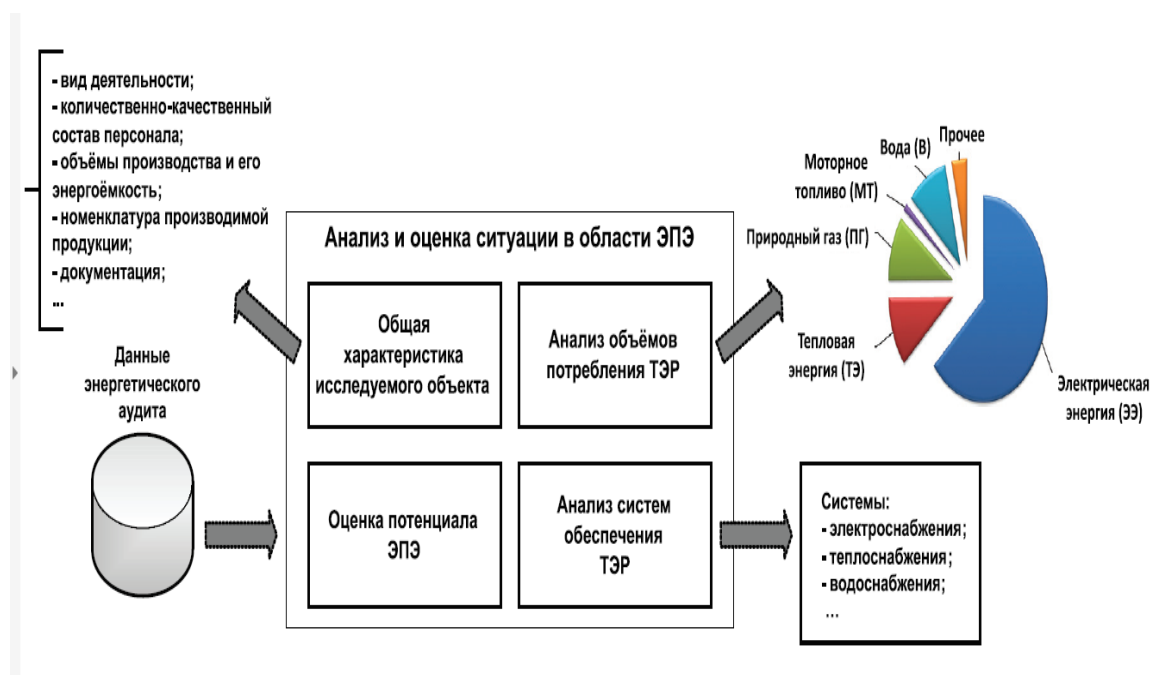 - вид деятельности;
- количественно-качественный
состав персонала;
- объёмы производства и его
энергоёмкость;
- номенклатура производимой
продукции;
- документация;
...
Данные
энергетического
аудита
Анализ и оценка ситуации в области ЭПЭ
Общая
характеристика
исследуемого объекта
Анализ объёмов
потребления ТЭР
Оценка потенциала
ЭПЭ
Анализ систем
обеспечения
ТЭР
Прочее
Вода (В)
Моторное
топливо (МТ)
Природный газ (ПГ)
Тепловая
энергия (ТЭ)
Электрическая
энергия (ЭЭ)
Системы:
- электроснабжения;
- теплоснабжения;
- водоснабжения;
...